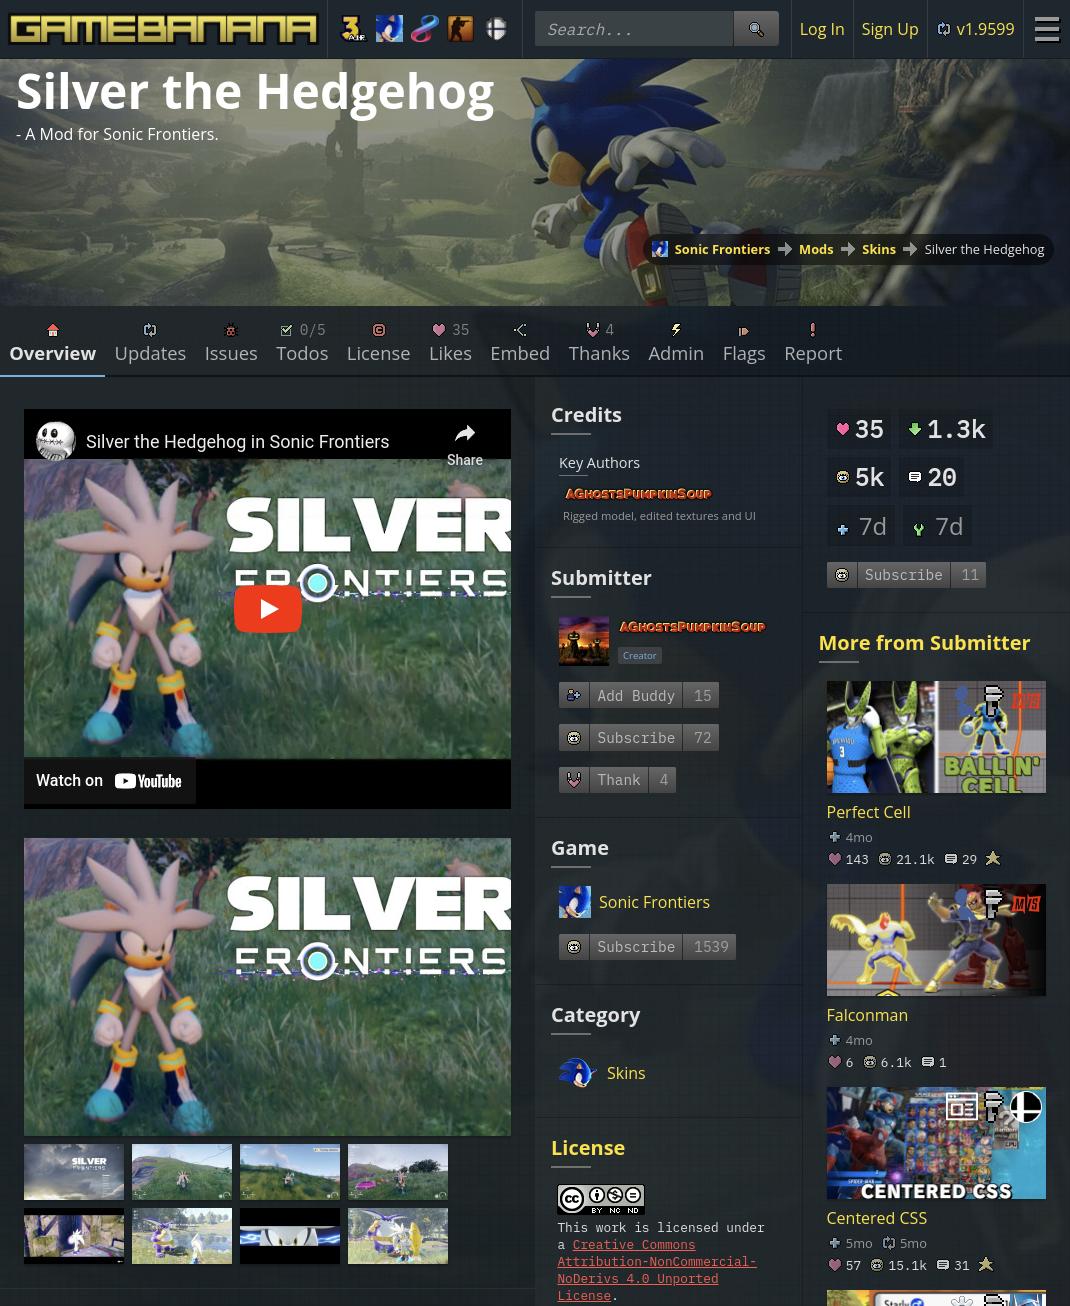 GAMEBANANA
Search...
Log In
Sign Up
v1.9599
Silver the Hedgehog
- A Mod for Sonic Frontiers.
Sonic Frontiers Mods Skins Silver the Hedgehog
0/5
35
4
Overview
Updates
Issues
Todos
License
Likes
Embed
Thanks
Admin
Flags
Report
Silver the Hedgehog in Sonic Frontiers
Share
SILVER
FRONTIERS
Watch on YouTube
SILVER
FRONTIERS
SILVER
Credits
Key Authors
AGhostsPumpkinSoup
Rigged model, edited textures and UI
Submitter
AGhostsPumpkinSoup
Creator
Add Buddy 15
Subscribe 72
Thank 4
Game
Sonic Frontiers
Subscribe 1539
Category
Skins
License
cc
BY NC ND
This work is licensed under
a Creative Commons
Attribution-NonCommercial-
NoDerivs 4.0 Unported
License.
35 1.3k
5k 20
7d 7d
Subscribe 11
More from Submitter
3
BALLIN'
CELL
Perfect Cell
4mo
143 21.1k 29
Falconman
4mo
6 6.1k 1
CENTERED CSS
Centered CSS
5mo 5mo
57 15.1k 31